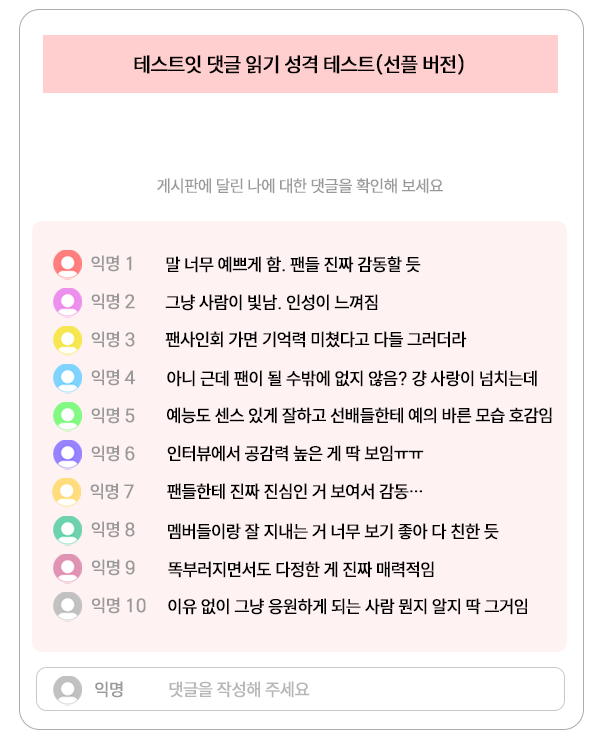 테스트잇 댓글 읽기 성격 테스트(선플 버전)
게시판에 달린 나에 대한 댓글을 확인해 보세요
익명 1 말 너무 예쁘게 함. 팬들 진짜 감동할 듯
익명 2 그냥 사람이 빛남. 인성이 느껴짐
익명 3 팬사인회 가면 기억력 미쳤다고 다들 그러더라
익명 4 아니 근데 팬이 될 수밖에 없지 않음? 걍 사랑이 넘치는데
익명 5 예능도 센스 있게 잘하고 선배들한테 예의 바른 모습 호감임
익명 6 인터뷰에서 공감력 높은 게 딱 보임ㅠㅠ
익명 7 팬들한테 진짜 진심인 거 보여서 감동…
익명 8 멤버들이랑 잘 지내는 거 너무 보기 좋아 다 친한 듯
익명 9 똑부러지면서도 다정한 게 진짜 매력적임
익명 10 이유 없이 그냥 응원하게 되는 사람 뭔지 알지 딱 그거임
익명 댓글을 작성해 주세요